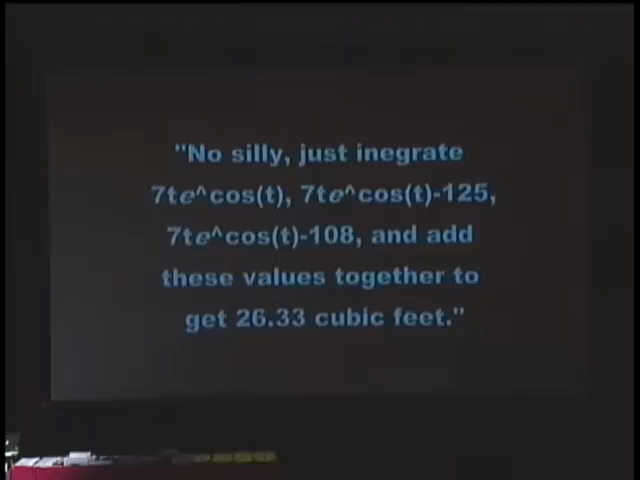 "No silly, just inegrate
7te^cos(t), 7te^cos(t)-125,
7te^cos(t)-108, and add
these values together to
get 26.33 cubic feet."